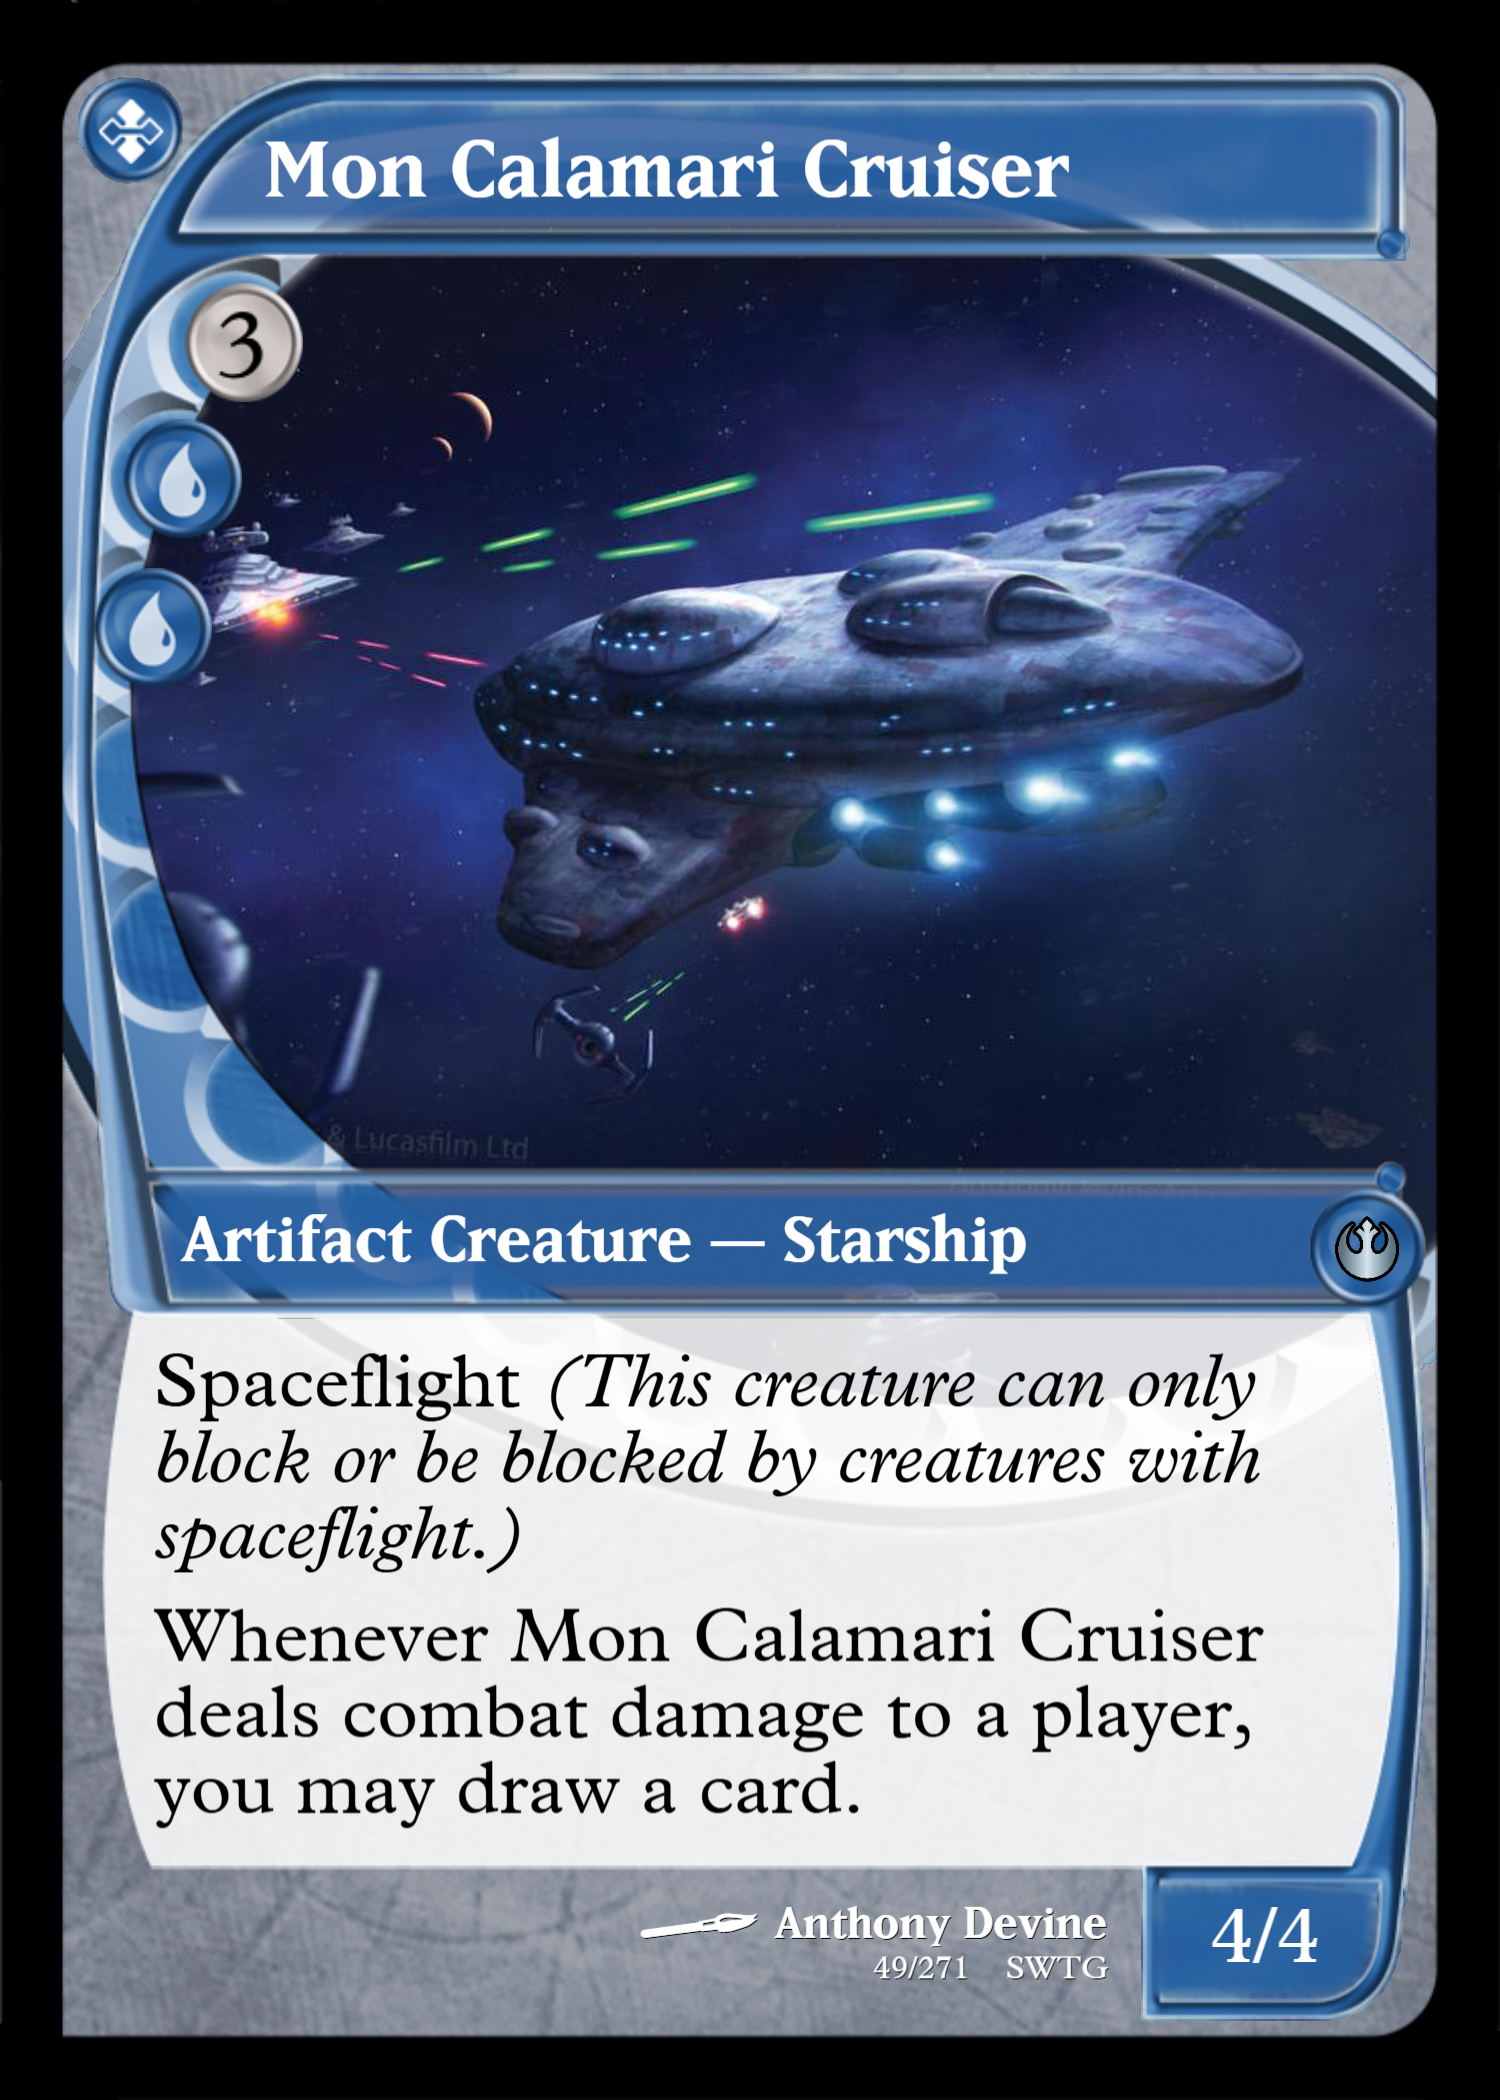 Mon Calamari Cruiser
3
& Lucasfilm Ltd
Artifact Creature — Starship
Spaceflight (This creature can only
block or be blocked by creatures with
spaceflight.)
Whenever Mon Calamari Cruiser
deals combat damage to a player,
you may draw a card.
Anthony Devine
49/271 SWTG
4/4